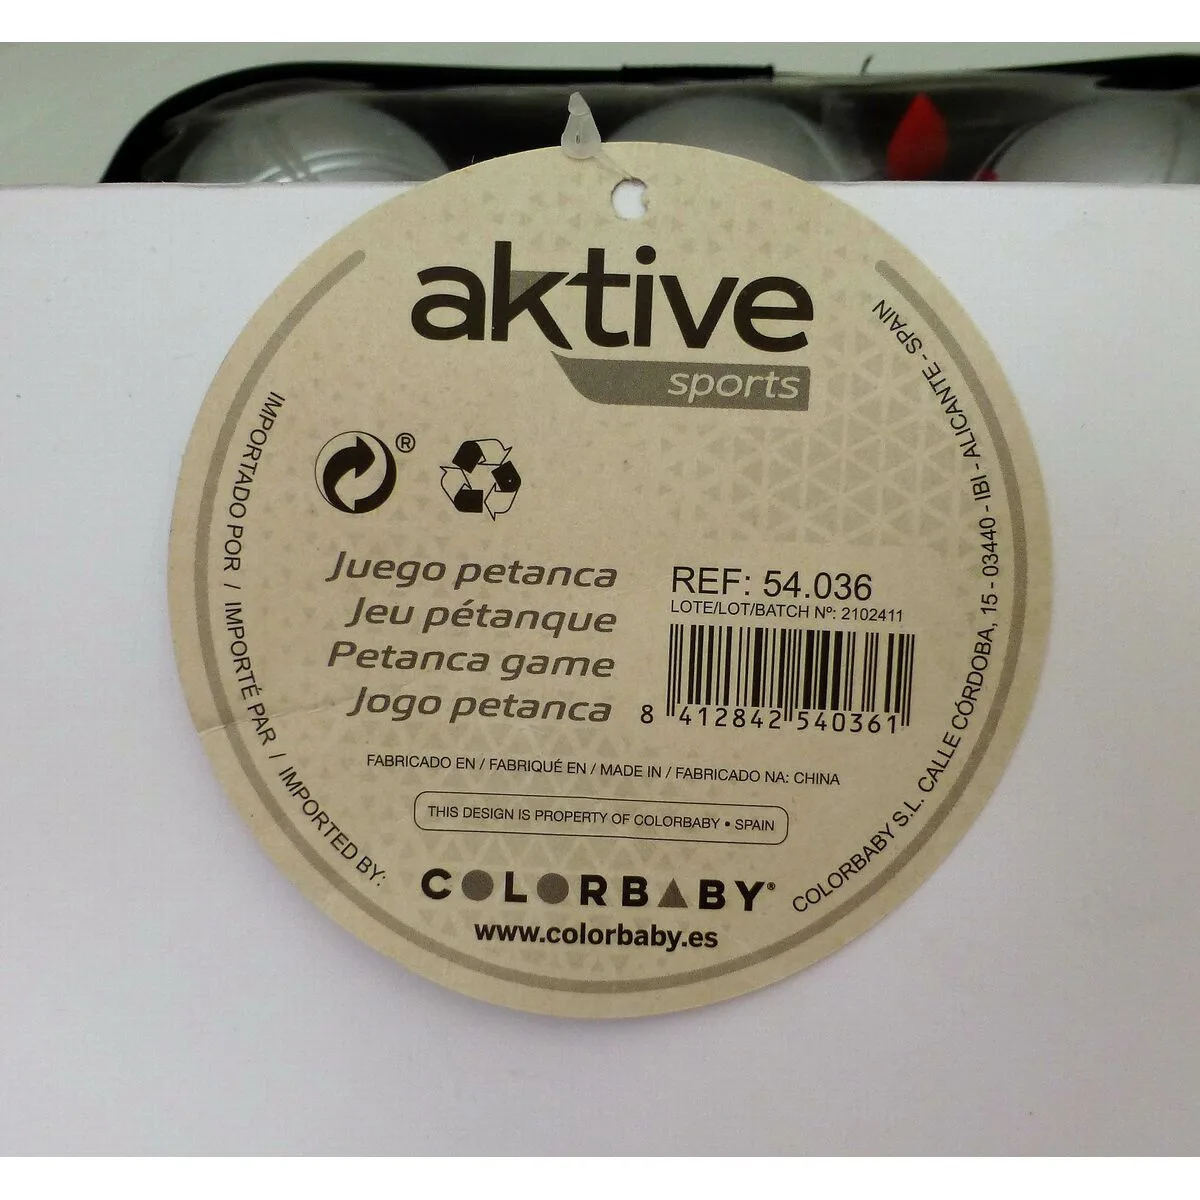 aktive
sports
®
Juego petanca
Jeu pétanque
Petanca game
Jogo petanca
REF: 54.036
LOTE/LOT/BATCH Nº: 2102411
8 412842 540361
FABRICADO EN / FABRIQUÉ EN / MADE IN / FABRICADO NA: CHINA
THIS DESIGN IS PROPERTY OF COLORBABY • SPAIN
COLORBABY®
www.colorbaby.es
IMPORTADO POR / IMPORTÉ PAR / IMPORTED BY:
COLORBABY S.L. CALLE CÓRDOBA, 15 - 03440 - IBI - ALICANTE - SPAIN